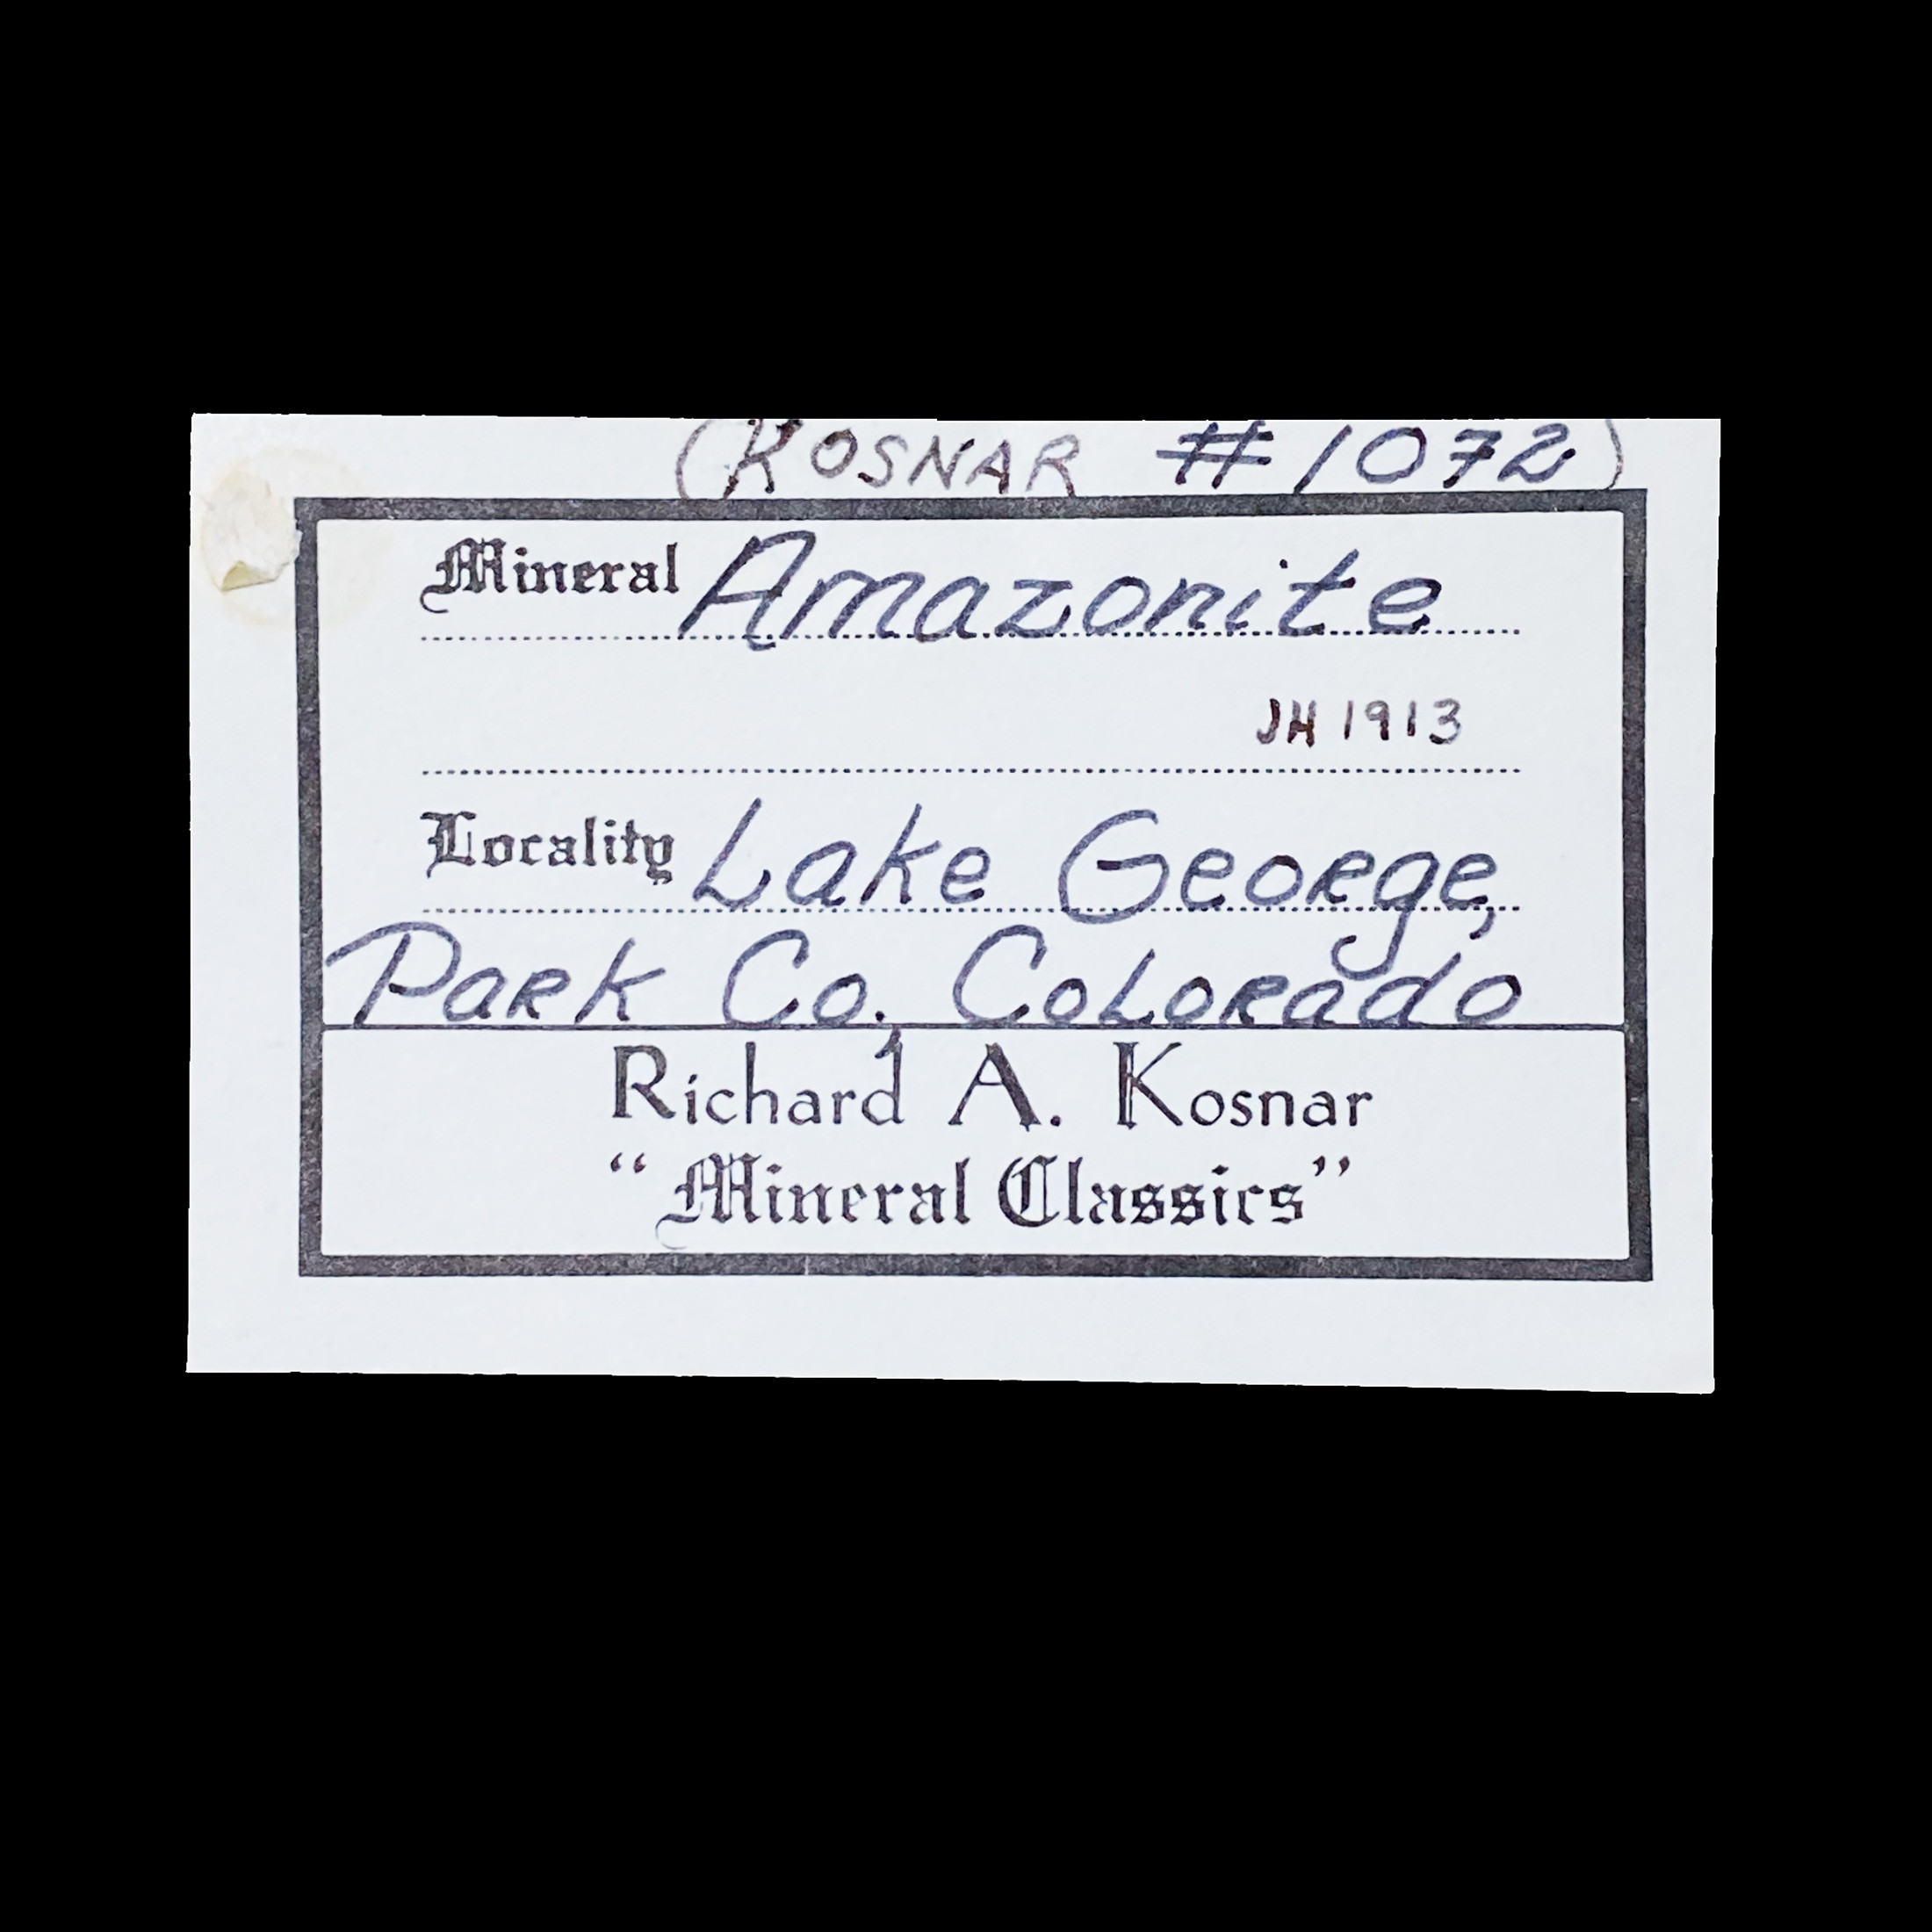 (KOSNAR #1072)
Mineral Amazonite
JH 1913
Locality Lake George,
Park Co., Colorado
Richard A. Kosnar
“Mineral Classics”